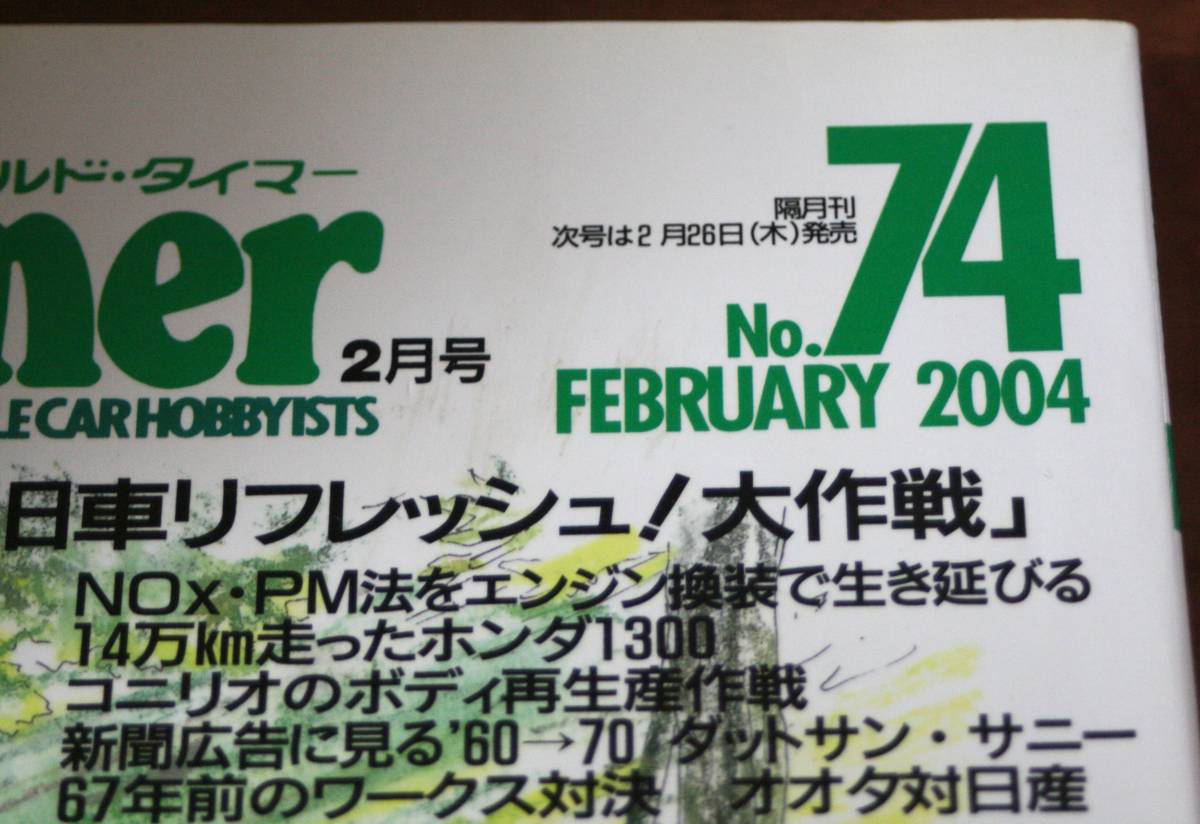 ルド・タイマー
mer
2月号
LE CAR HOBBYISTS
隔月刊
次号は2月26日(木)発売
No.74
FEBRUARY 2004
日車リフレッシュ!大作戦」
NOx・PM法をエンジン換装で生き延びる
14万km走ったホンダ1300
コニリオのボディ再生産作戦
新聞広告に見る'60→70 ダットサン・サニー
67年前のワークス対決 オオタ対日産